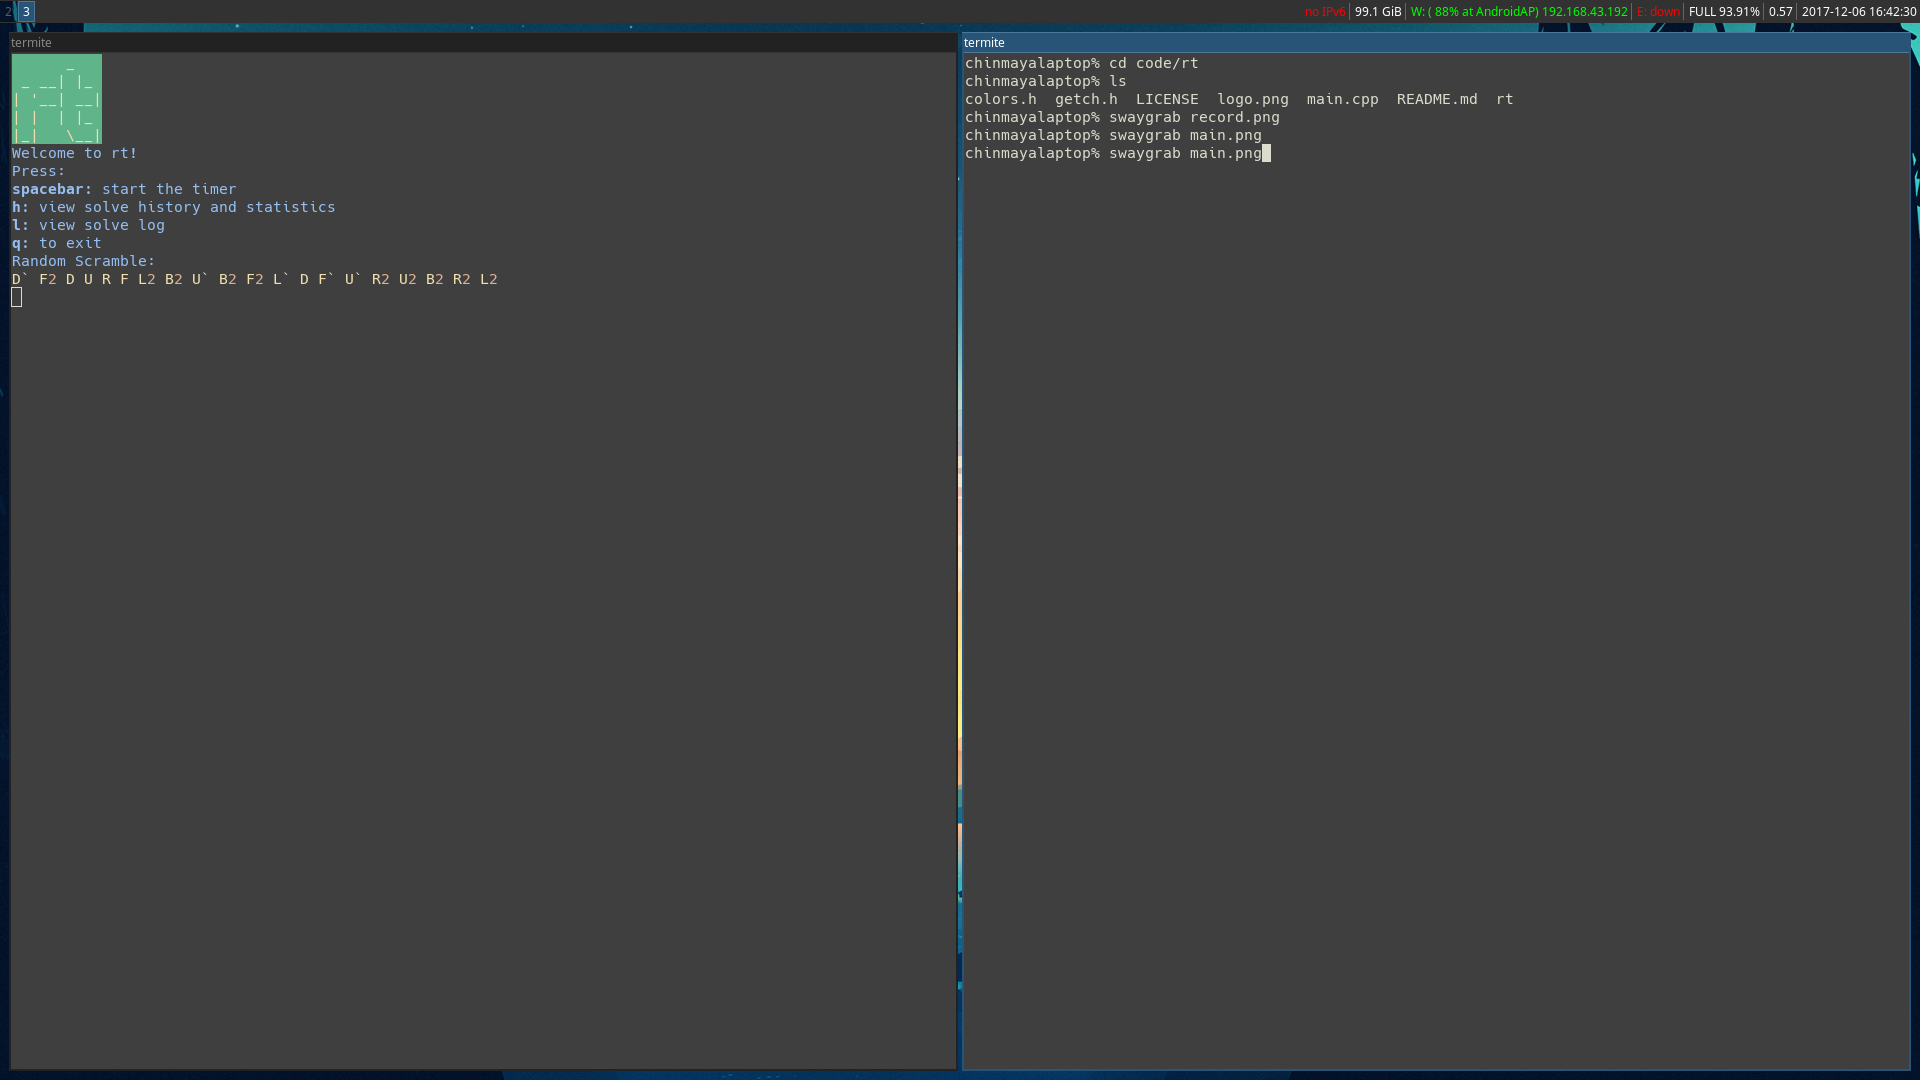 2 3 no IPv6 99.1 GiB W: ( 88% at AndroidAP) 192.168.43.192 E: down FULL 93.91% 0.57 2017-12-06 16:42:30
termite
       _
 _ __| |_
| '__| __|
| |  | |_
|_|   \__|
Welcome to rt!
Press:
spacebar: start the timer
h: view solve history and statistics
l: view solve log
q: to exit
Random Scramble:
D` F2 D U R F L2 B2 U` B2 F2 L` D F` U` R2 U2 B2 R2 L2
termite
chinmayalaptop% cd code/rt
chinmayalaptop% ls
colors.h  getch.h  LICENSE  logo.png  main.cpp  README.md  rt
chinmayalaptop% swaygrab record.png
chinmayalaptop% swaygrab main.png
chinmayalaptop% swaygrab main.png